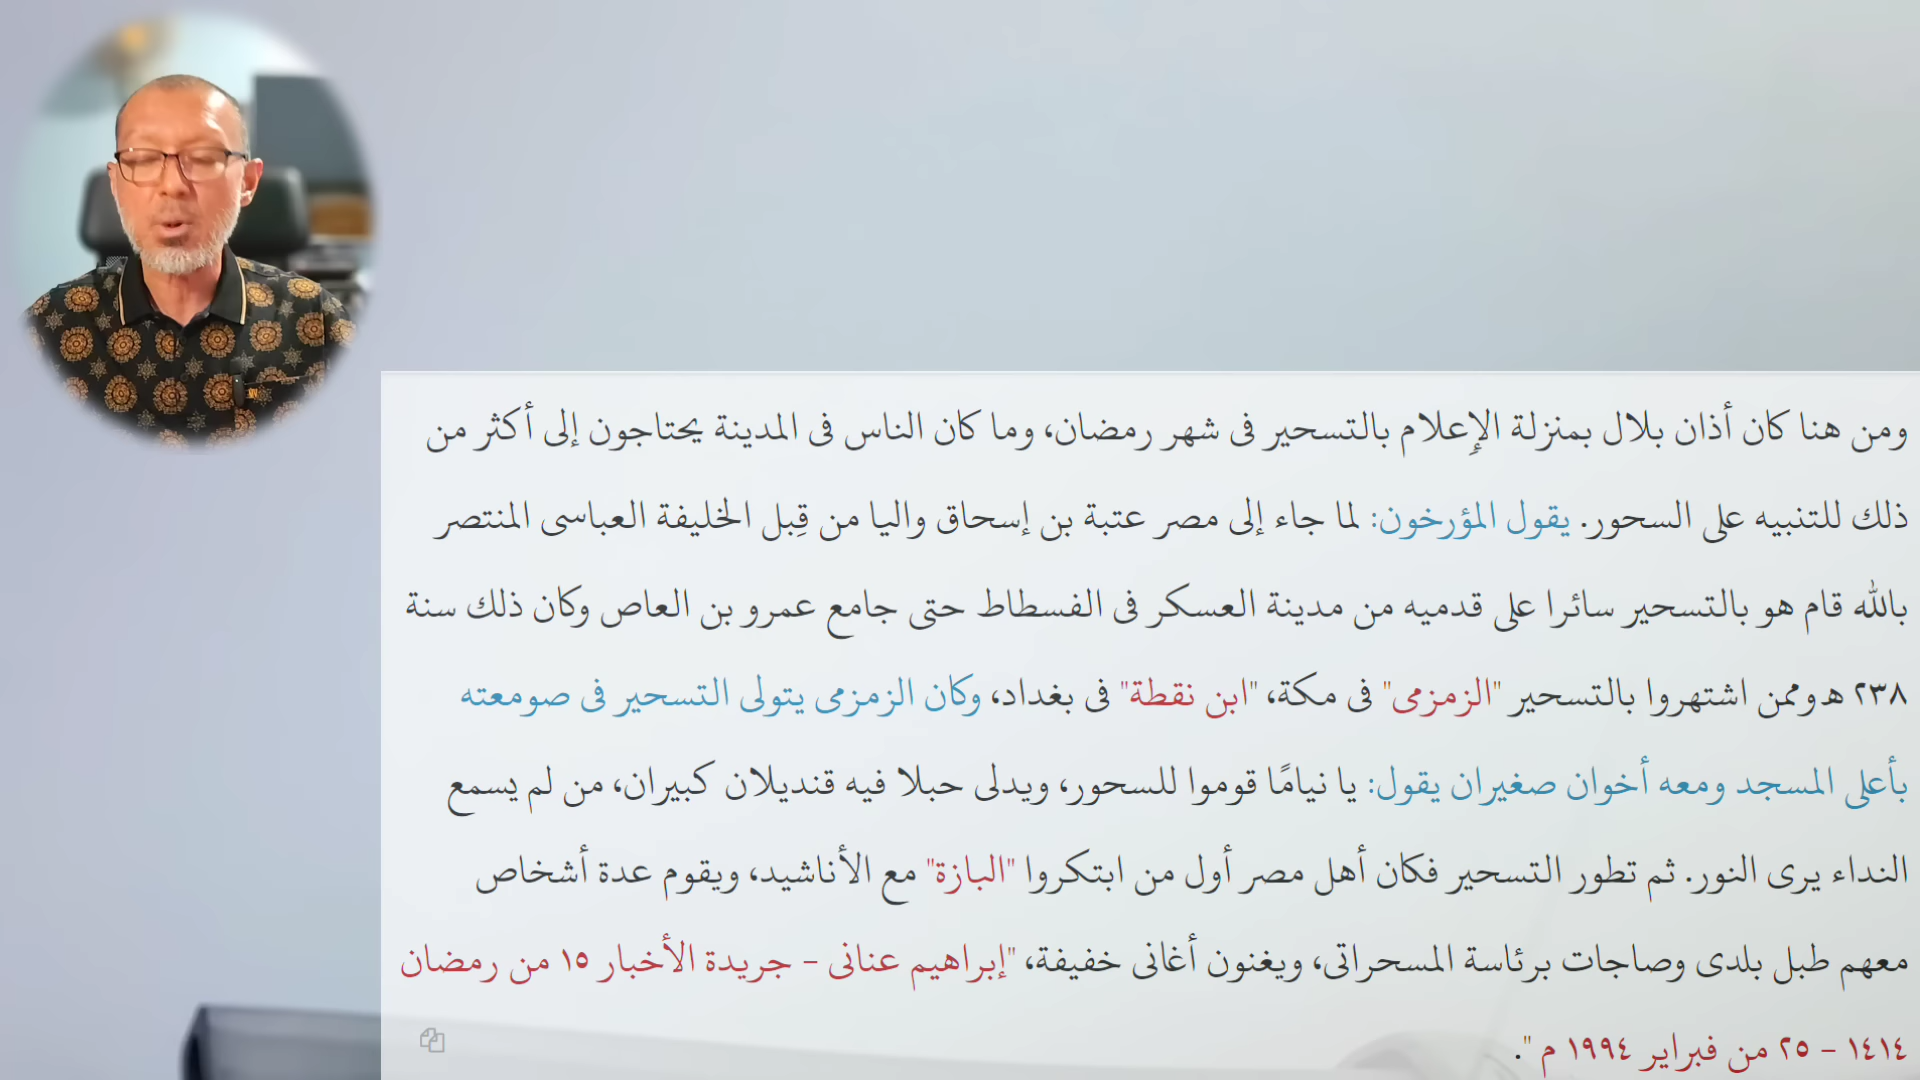 ومن هنا كان أذان بلال بمنزلة الإِعلام بالتسحير فى شهر رمضان، وما كان الناس فى المدينة يحتاجون إلى أكثر من
ذلك للتنبيه على السحور. يقول المؤرخون: لما جاء إلى مصر عتبة بن إسحاق واليا من قِبل الخليفة العباسى المنتصر
بالله قام هو بالتسحير سائرا على قدميه من مدينة العسكر فى الفسطاط حتى جامع عمرو بن العاص وكان ذلك سنة
٢٣٨ هـ وممن اشتهروا بالتسحير "الزمزمى" فى مكة، "ابن نقطة" فى بغداد، وكان الزمزمى يتولى التسحير فى صومعته
بأعلى المسجد ومعه أخوان صغيران يقول: يا نيامًا قوموا للسحور، ويدلى حبلا فيه قنديلان كبيران، من لم يسمع
النداء يرى النور. ثم تطور التسحير فكان أهل مصر أول من ابتكروا "البازة" مع الأناشيد، ويقوم عدة أشخاص
معهم طبل بلدى وصاجات برئاسة المسحراتى، ويغنون أغانى خفيفة، "إبراهيم عنانى - جريدة الأخبار ١٥ من رمضان
١٤١٤ - ٢٥ من فبراير ١٩٩٤ م ".